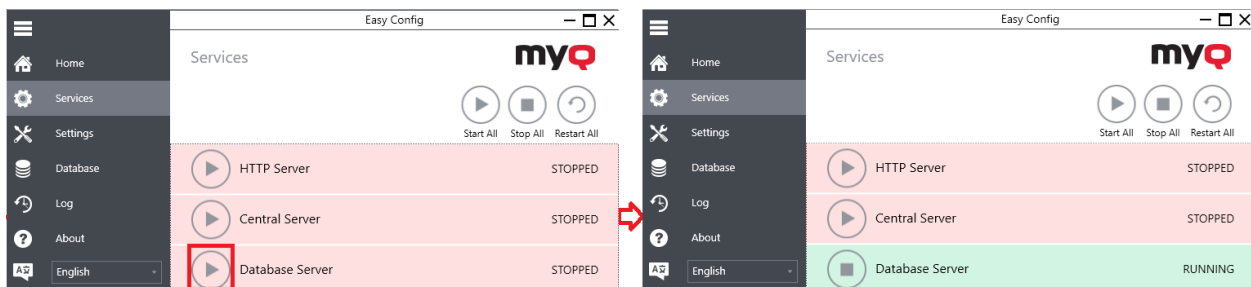 Easy Config
Home
Services
Settings
Database
Log
About
English
Services
myQ
Start All Stop All Restart All
HTTP Server STOPPED
Central Server STOPPED
Database Server STOPPED
Easy Config
Home
Services
Settings
Database
Log
About
English
Services
myQ
Start All Stop All Restart All
HTTP Server STOPPED
Central Server STOPPED
Database Server RUNNING